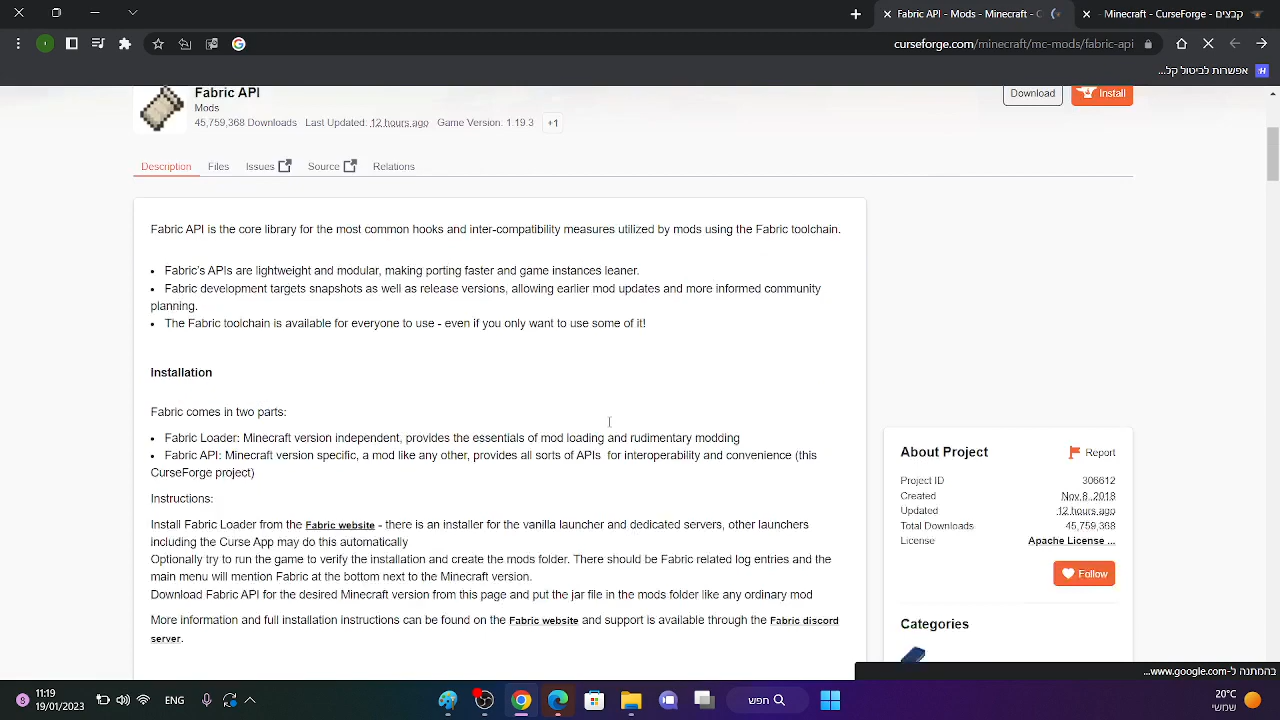 Fabric API - Mods - Minecraft - C
קבצים - Minecraft - CurseForge
curseforge.com/minecraft/mc-mods/fabric-api
אפשרות לביטול קל...
Fabric API
Mods
45,759,368 Downloads Last Updated: 12 hours ago Game Version: 1.19.3 +1
Download
Install
Description Files Issues Source Relations
Fabric API is the core library for the most common hooks and inter-compatibility measures utilized by mods using the Fabric toolchain.
• Fabric's APIs are lightweight and modular, making porting faster and game instances leaner.
• Fabric development targets snapshots as well as release versions, allowing earlier mod updates and more informed community
planning.
• The Fabric toolchain is available for everyone to use - even if you only want to use some of it!
Installation
Fabric comes in two parts:
• Fabric Loader: Minecraft version independent, provides the essentials of mod loading and rudimentary modding
• Fabric API: Minecraft version specific, a mod like any other, provides all sorts of APIs for interoperability and convenience (this
CurseForge project)
Instructions:
Install Fabric Loader from the Fabric website - there is an installer for the vanilla launcher and dedicated servers, other launchers
including the Curse App may do this automatically
Optionally try to run the game to verify the installation and create the mods folder. There should be Fabric related log entries and the
main menu will mention Fabric at the bottom next to the Minecraft version.
Download Fabric API for the desired Minecraft version from this page and put the jar file in the mods folder like any ordinary mod
More information and full installation instructions can be found on the Fabric website and support is available through the Fabric discord
server.
About Project
Report
Project ID 306612
Created Nov 8, 2018
Updated 12 hours ago
Total Downloads 45,759,368
License Apache License ...
Follow
Categories
בהמתנה ל-www.google.com...
11:19
19/01/2023
ENG
חפש
20°C
שמשי